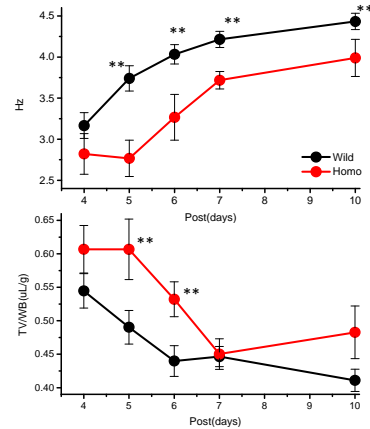 **
4.5
**
**
4.0
**
Hz
3.5
3.0
Wild
Homo
2.5
4 5 6 7 8 9 10
Post(days)
0.65
0.60
**
0.55
**
TV/WB(uL/g)
0.50
0.45
0.40
4 5 6 7 8 9 10
Post(days)